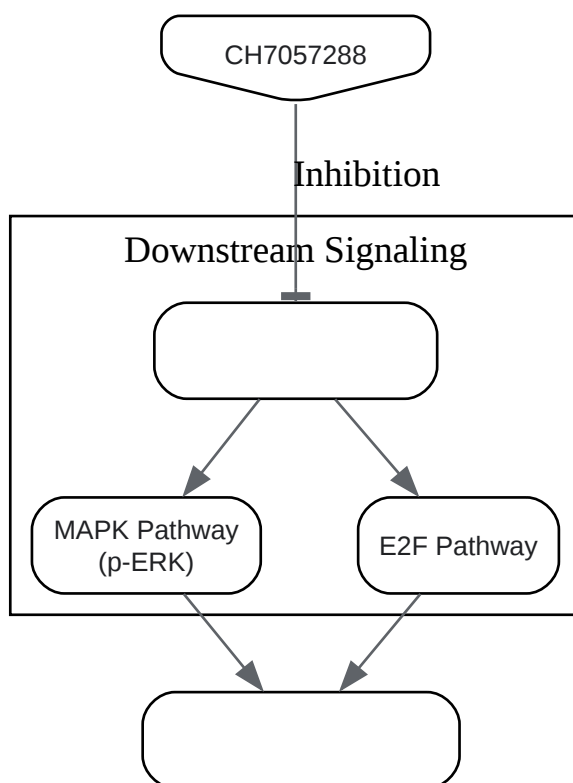 CH7057288
Inhibition
Downstream Signaling
MAPK Pathway
(p-ERK)
E2F Pathway